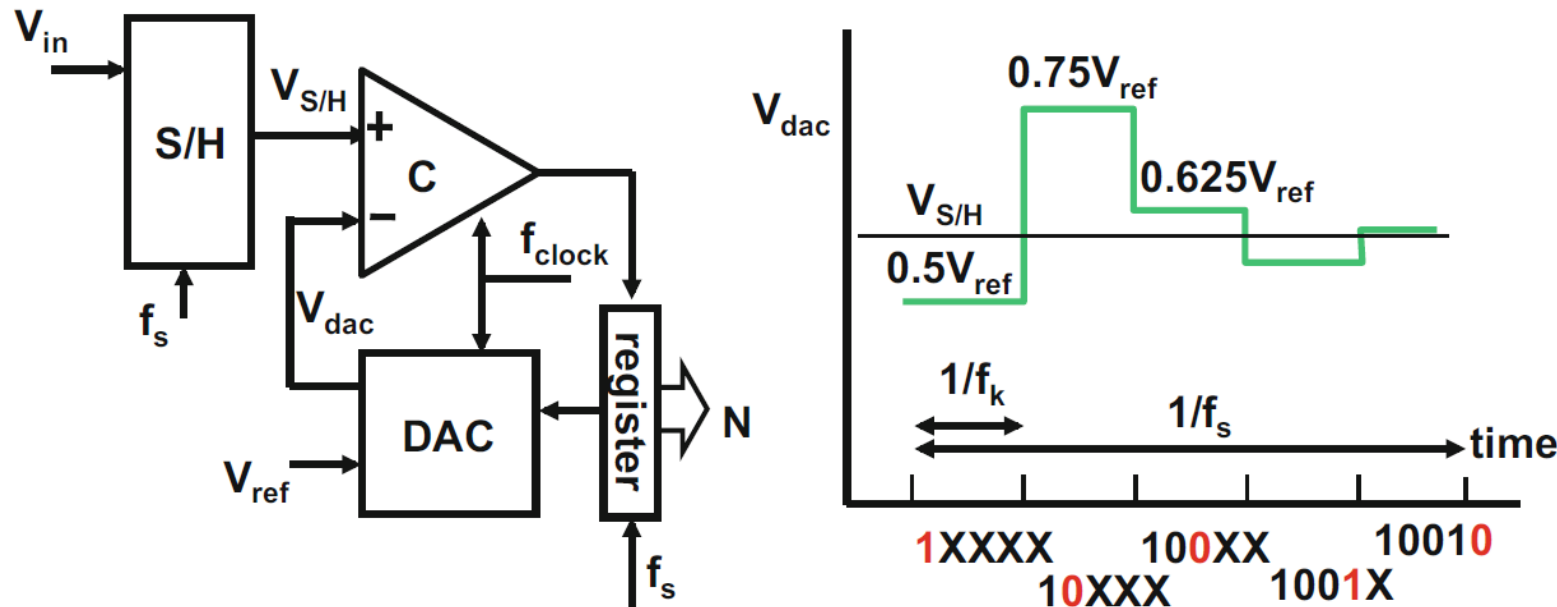 V_in
S/H
V_S/H
+
C
−
f_clock
f_s
V_dac
DAC
V_ref
register
N
f_s
V_dac
0.75V_ref
0.625V_ref
V_S/H
0.5V_ref
1/f_k
1/f_s
time
1XXXX
10XXX
100XX
1001X
10010